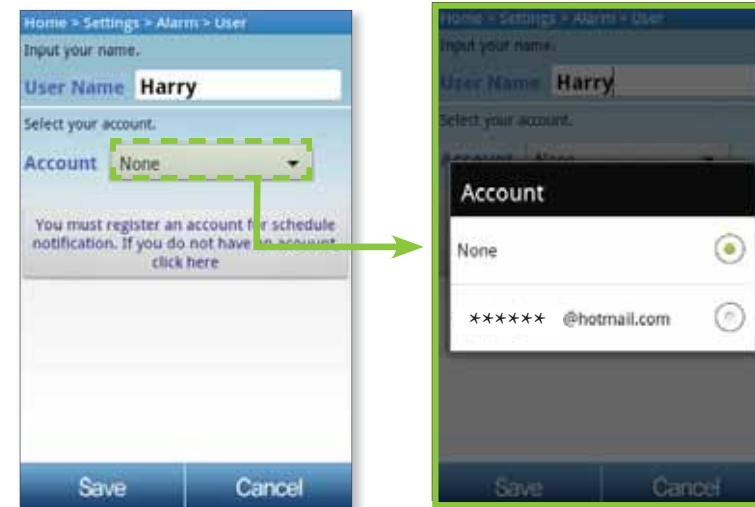 Home > Settings > Alarm > User
Input your name.
User Name Harry
Select your account.
Account None
You must register an account for schedule
notification. If you do not have an account
click here
Save Cancel
Home > Settings > Alarm > User
Input your name.
User Name Harry
Select your account.
Account None
Account
None
****** @hotmail.com
Save Cancel